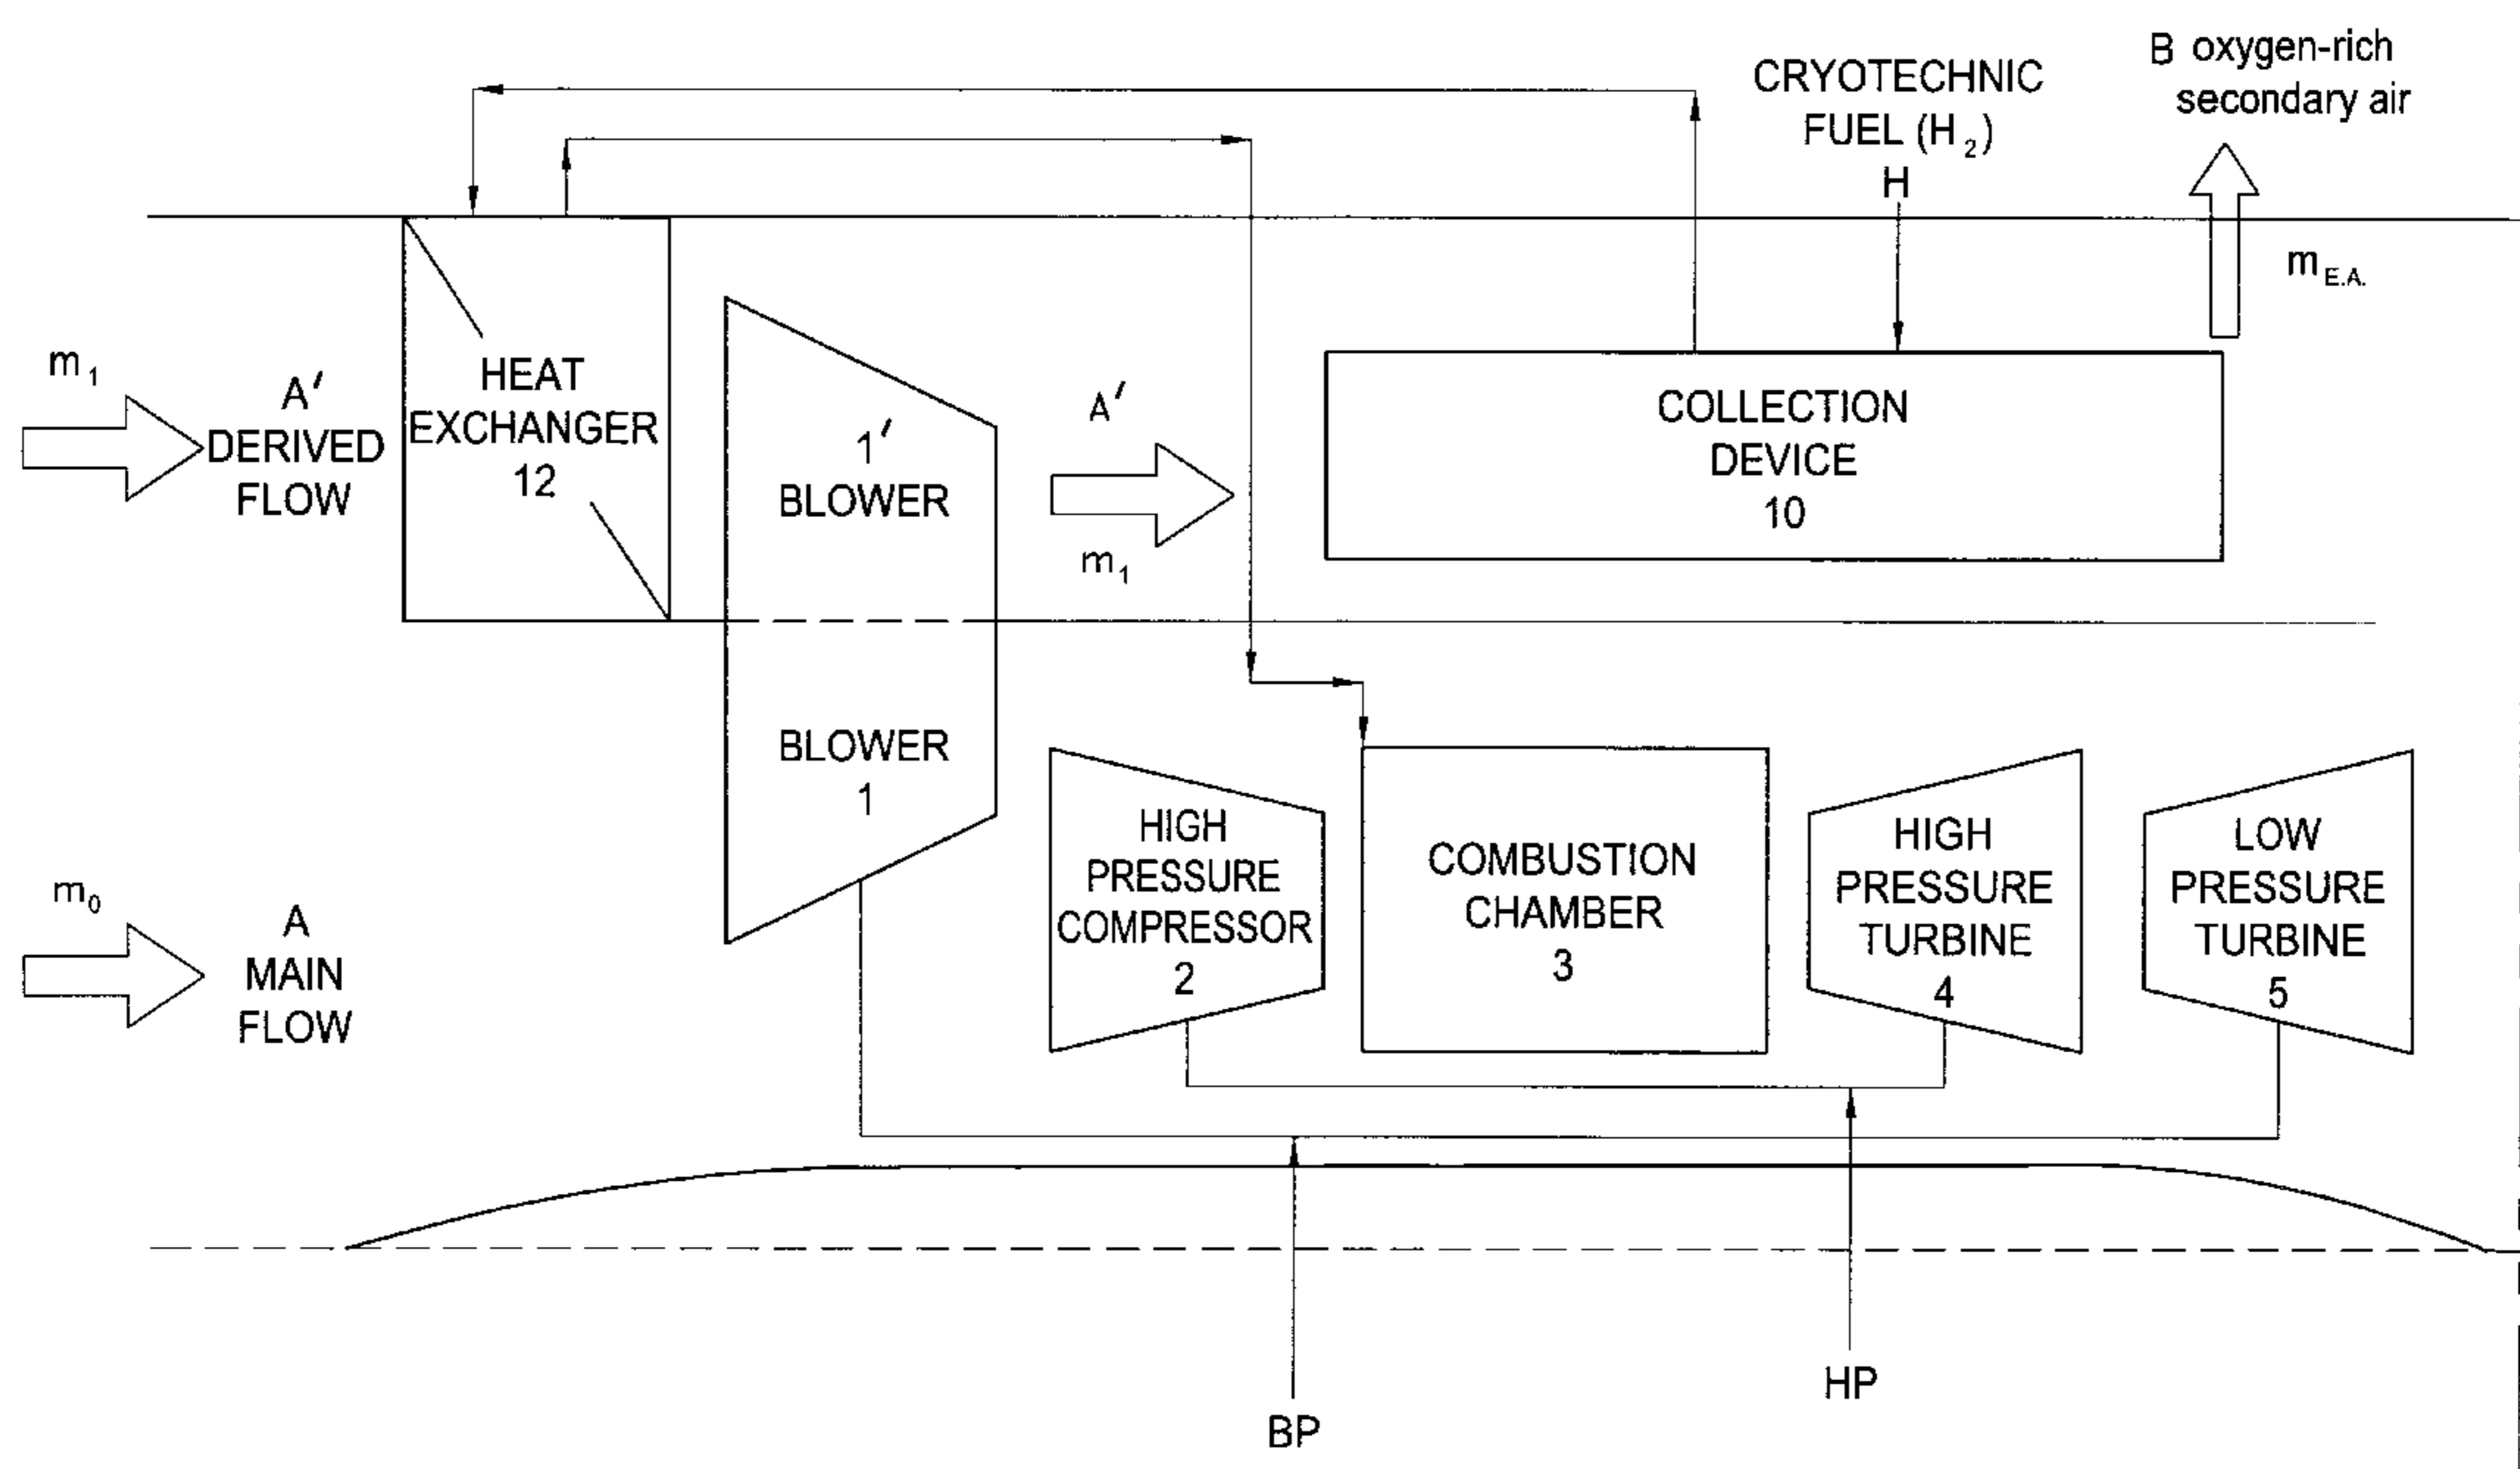 B oxygen-rich
secondary air
CRYOTECHNIC
FUEL (H₂)
H
m E.A.
m₁
A'
DERIVED
FLOW
HEAT
EXCHANGER
12
1'
BLOWER
A'
m₁
COLLECTION
DEVICE
10
BLOWER
1
m₀
A
MAIN
FLOW
HIGH
PRESSURE
COMPRESSOR
2
COMBUSTION
CHAMBER
3
HIGH
PRESSURE
TURBINE
4
LOW
PRESSURE
TURBINE
5
HP
BP